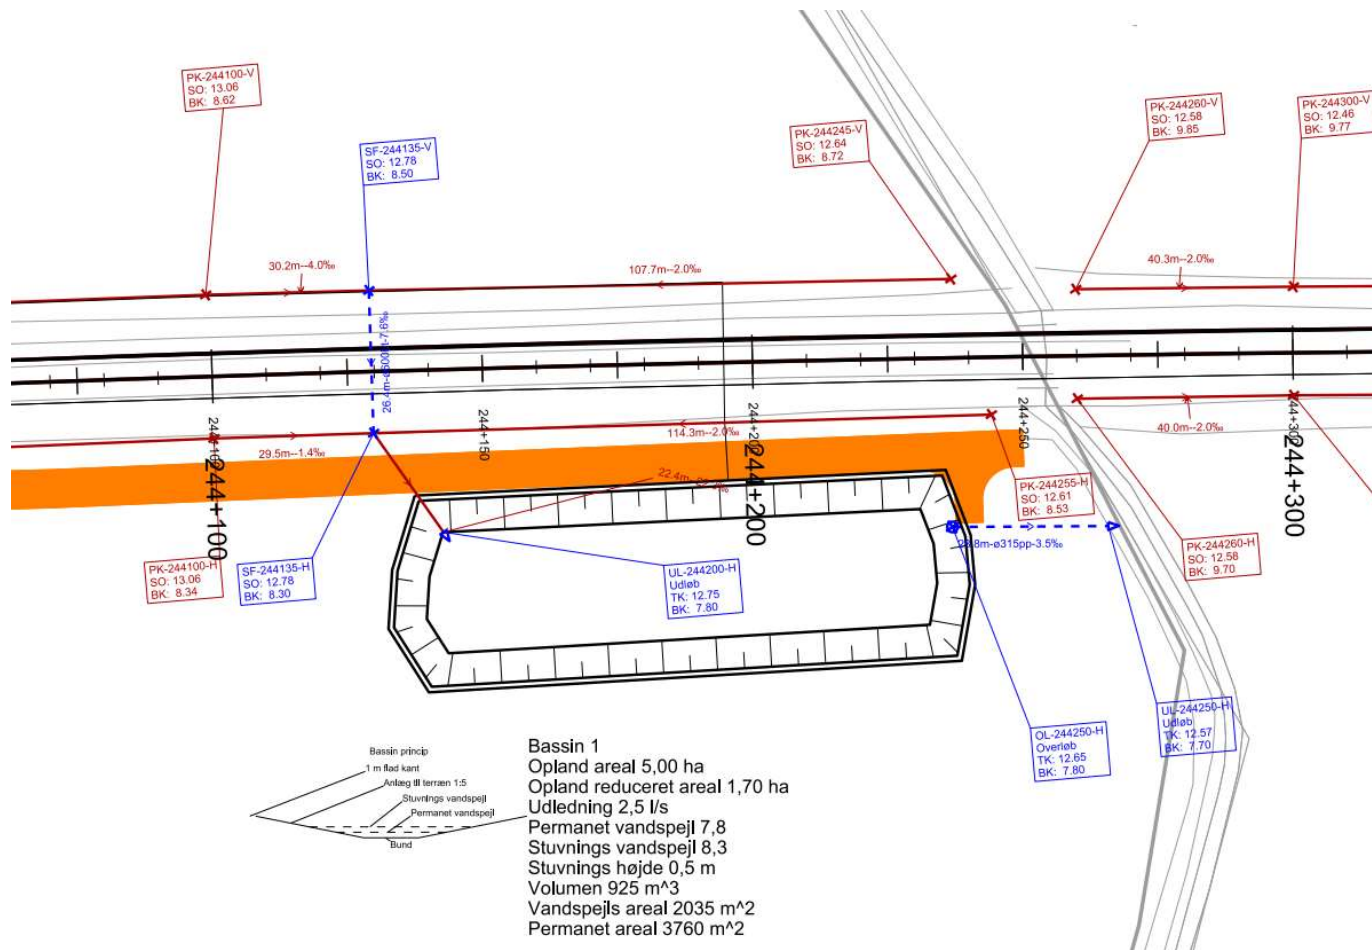 PK-244100-V
SO: 13.06
BK: 8.62
SF-244135-V
SO: 12.78
BK: 8.50
PK-244245-V
SO: 12.64
BK: 8.72
PK-244260-V
SO: 12.58
BK: 9.85
PK-244300-V
SO: 12.46
BK: 9.77
30.2m--4.0‰
107.7m--2.0‰
40.3m--2.0‰
244+100
244+150
244+200
244+250
244+300
29.5m--1.4‰
114.3m--2.0‰
40.0m--2.0‰
244+100
244+200
244+300
PK-244255-H
SO: 12.61
BK: 8.53
23.8m-ø315pp-3.5‰
PK-244260-H
SO: 12.58
BK: 9.70
PK-244100-H
SO: 13.06
BK: 8.34
SF-244135-H
SO: 12.78
BK: 8.30
UL-244200-H
Udløb
TK: 12.75
BK: 7.80
OL-244250-H
Overløb
TK: 12.65
BK: 7.80
UL-244250-H
Udløb
TK: 12.57
BK: 7.70
Bassin princip
1 m flad kant
Anlæg til terræn 1:5
Stuvnings vandspejl
Permanet vandspejl
Bund
Bassin 1
Opland areal 5,00 ha
Opland reduceret areal 1,70 ha
Udledning 2,5 l/s
Permanet vandspejl 7,8
Stuvnings vandspejl 8,3
Stuvnings højde 0,5 m
Volumen 925 m^3
Vandspejls areal 2035 m^2
Permanet areal 3760 m^2